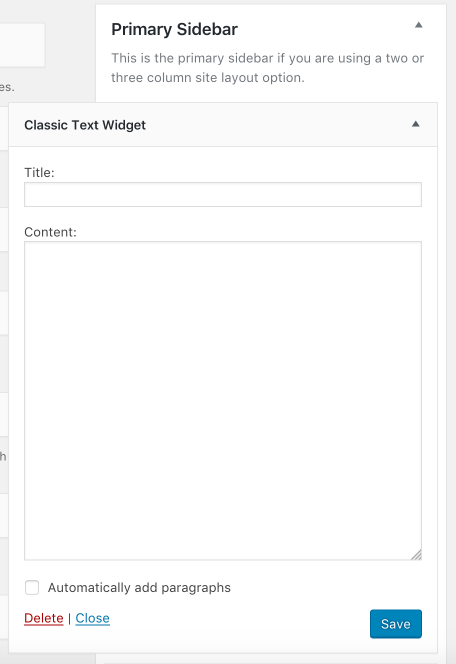 Primary Sidebar
This is the primary sidebar if you are using a two or
three column site layout option.
es.
Classic Text Widget
Title:
Content:
h
Automatically add paragraphs
Delete | Close
Save